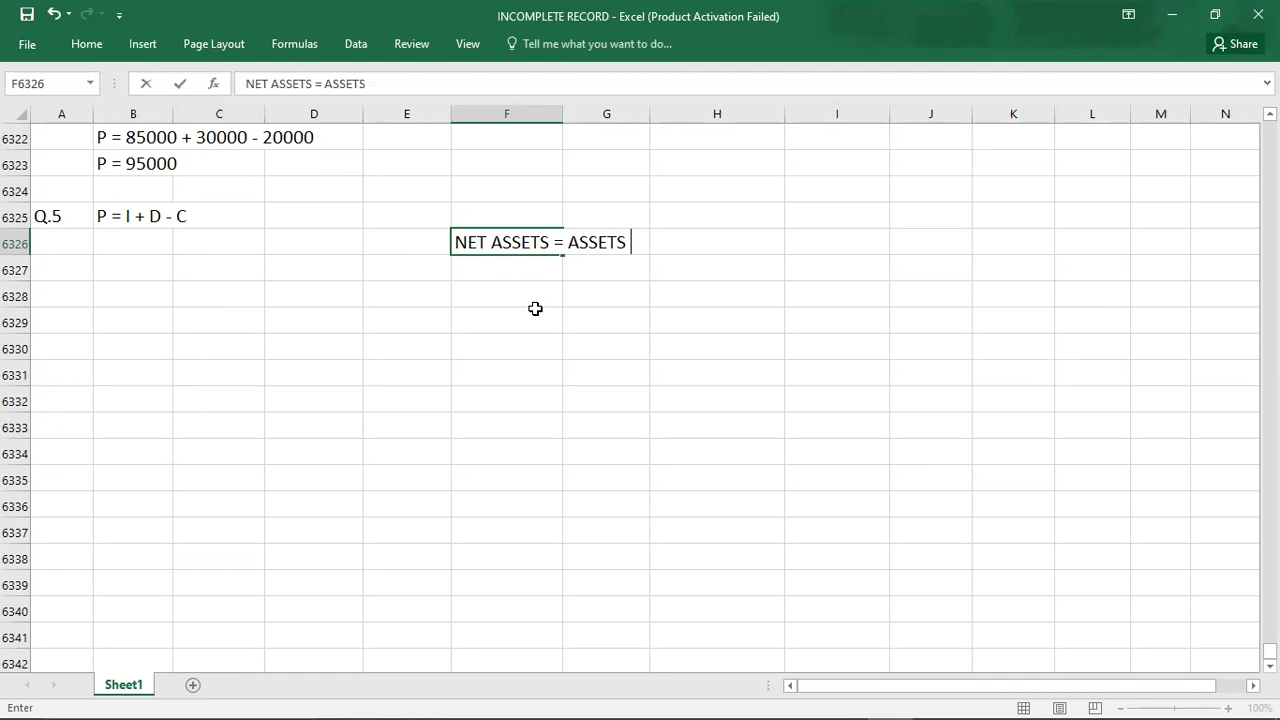 INCOMPLETE RECORD - Excel (Product Activation Failed)
File Home Insert Page Layout Formulas Data Review View Tell me what you want to do... Share
F6326 fx NET ASSETS = ASSETS
A B C D E F G H I J K L M N
6322 P = 85000 + 30000 - 20000
6323 P = 95000
6324
6325 Q.5 P = I + D - C
6326 NET ASSETS = ASSETS
6327
6328
6329
6330
6331
6332
6333
6334
6335
6336
6337
6338
6339
6340
6341
6342
Sheet1
Enter 100%